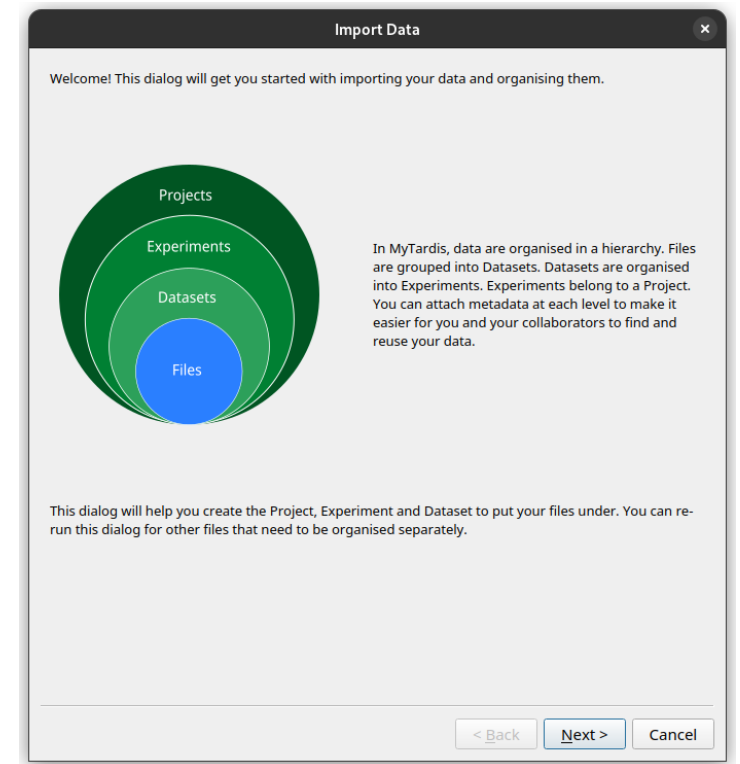 Import Data
Welcome! This dialog will get you started with importing your data and organising them.
Projects
Experiments
Datasets
Files
In MyTardis, data are organised in a hierarchy. Files
are grouped into Datasets. Datasets are organised
into Experiments. Experiments belong to a Project.
You can attach metadata at each level to make it
easier for you and your collaborators to find and
reuse your data.
This dialog will help you create the Project, Experiment and Dataset to put your files under. You can re-
run this dialog for other files that need to be organised separately.
< Back
Next >
Cancel